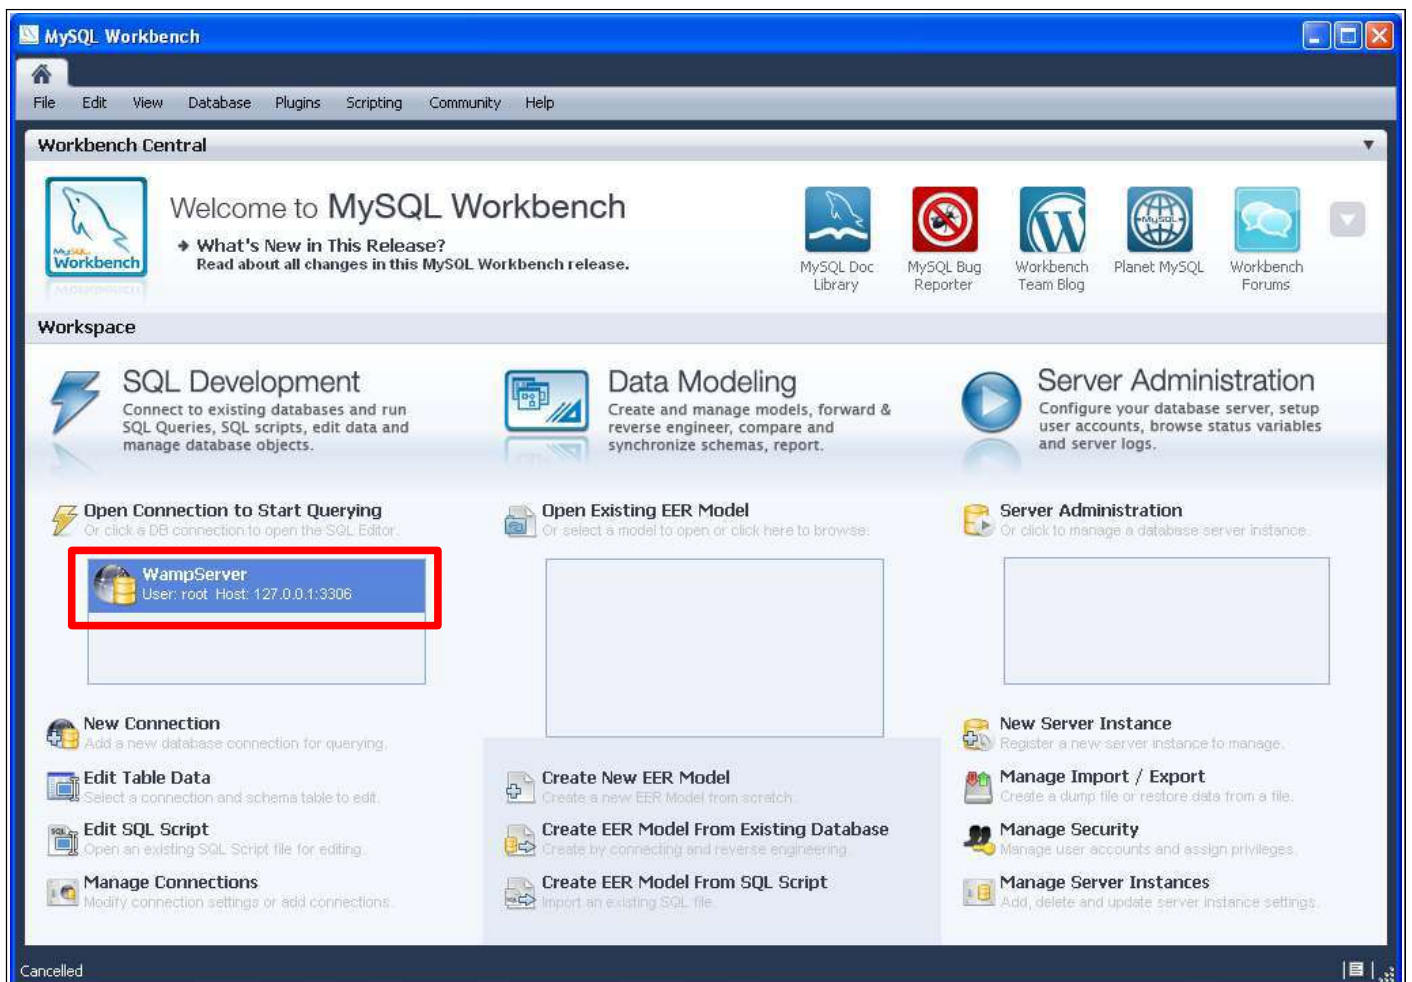 MySQL Workbench
File Edit View Database Plugins Scripting Community Help
Workbench Central
Welcome to MySQL Workbench
What's New in This Release?
Read about all changes in this MySQL Workbench release.
MySQL
Workbench
MySQL
MySQL Doc
Library
MySQL Bug
Reporter
Workbench
Team Blog
Planet MySQL
Workbench
Forums
Workspace
SQL Development
Connect to existing databases and run
SQL Queries, SQL scripts, edit data and
manage database objects.
Data Modeling
Create and manage models, forward &
reverse engineer, compare and
synchronize schemas, report.
Server Administration
Configure your database server, setup
user accounts, browse status variables
and server logs.
Open Connection to Start Querying
Or click a DB connection to open the SQL Editor.
WampServer
User: root Host: 127.0.0.1:3306
New Connection
Add a new database connection for querying.
Edit Table Data
Select a connection and schema table to edit.
Edit SQL Script
Open an existing SQL Script file for editing.
Manage Connections
Modify connection settings or add connections.
Open Existing EER Model
Or select a model to open or click here to browse.
Create New EER Model
Create a new EER Model from scratch.
Create EER Model From Existing Database
Create by connecting and reverse engineering.
Create EER Model From SQL Script
Import an existing SQL file.
Server Administration
Or click to manage a database server instance.
New Server Instance
Register a new server instance to manage.
Manage Import / Export
Create a dump file or restore data from a file.
Manage Security
Manage user accounts and assign privileges.
Manage Server Instances
Add, delete and update server instance settings.
Cancelled